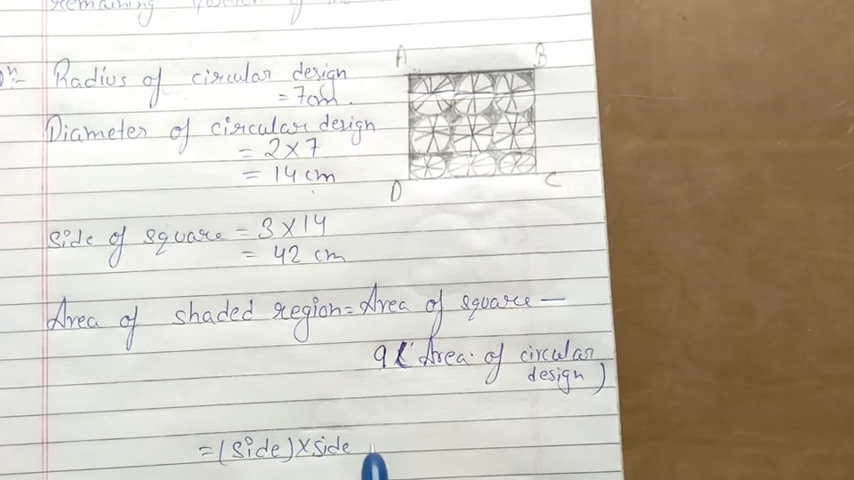 remaining
Radius of circular design
= 7cm.
Diameter of circular design
= 2×7
= 14 cm
A B
D C
Side of square = 3×14
= 42 cm
Area of shaded region = Area of square —
9( Area of circular
design )
= (side)×side